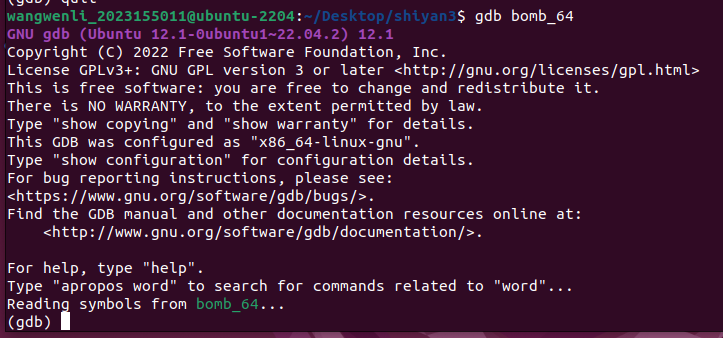 (gdb) quit
wangwenli_2023155011@ubuntu-2204:~/Desktop/shiyan3$ gdb bomb_64
GNU gdb (Ubuntu 12.1-0ubuntu1~22.04.2) 12.1
Copyright (C) 2022 Free Software Foundation, Inc.
License GPLv3+: GNU GPL version 3 or later <http://gnu.org/licenses/gpl.html>
This is free software: you are free to change and redistribute it.
There is NO WARRANTY, to the extent permitted by law.
Type "show copying" and "show warranty" for details.
This GDB was configured as "x86_64-linux-gnu".
Type "show configuration" for configuration details.
For bug reporting instructions, please see:
<https://www.gnu.org/software/gdb/bugs/>.
Find the GDB manual and other documentation resources online at:
    <http://www.gnu.org/software/gdb/documentation/>.

For help, type "help".
Type "apropos word" to search for commands related to "word"...
Reading symbols from bomb_64...
(gdb)